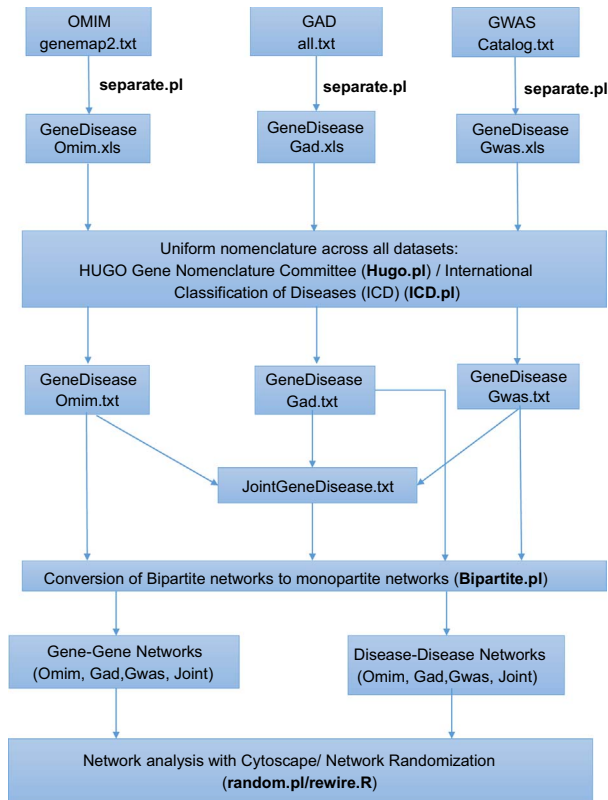 OMIM
genemap2.txt
GAD
all.txt
GWAS
Catalog.txt
separate.pl
separate.pl
separate.pl
GeneDisease
Omim.xls
GeneDisease
Gad.xls
GeneDisease
Gwas.xls
Uniform nomenclature across all datasets:
HUGO Gene Nomenclature Committee (Hugo.pl) / International
Classification of Diseases (ICD) (ICD.pl)
GeneDisease
Omim.txt
GeneDisease
Gad.txt
GeneDisease
Gwas.txt
JointGeneDisease.txt
Conversion of Bipartite networks to monopartite networks (Bipartite.pl)
Gene-Gene Networks
(Omim, Gad,Gwas, Joint)
Disease-Disease Networks
(Omim, Gad,Gwas, Joint)
Network analysis with Cytoscape/ Network Randomization
(random.pl/rewire.R)